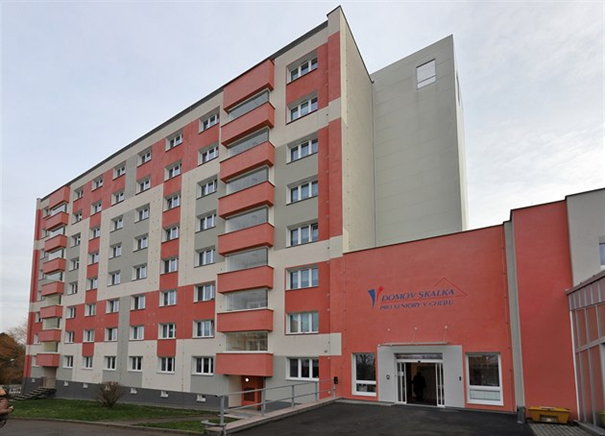 DOMOV SKALKA
PRO SENIORY V CHEBU